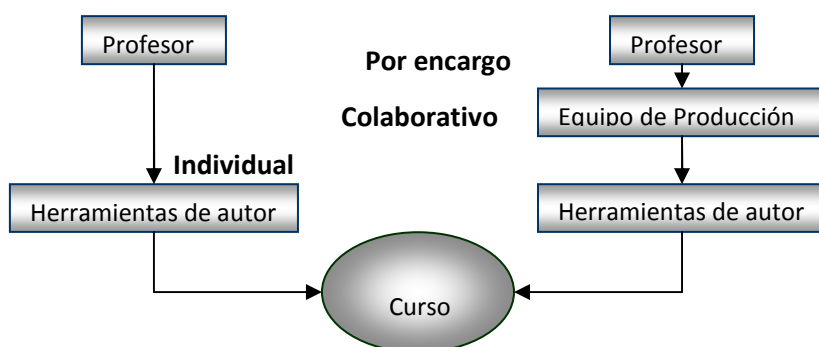 Profesor
Profesor
Por encargo
Colaborativo
Equipo de Producción
Individual
Herramientas de autor
Herramientas de autor
Curso